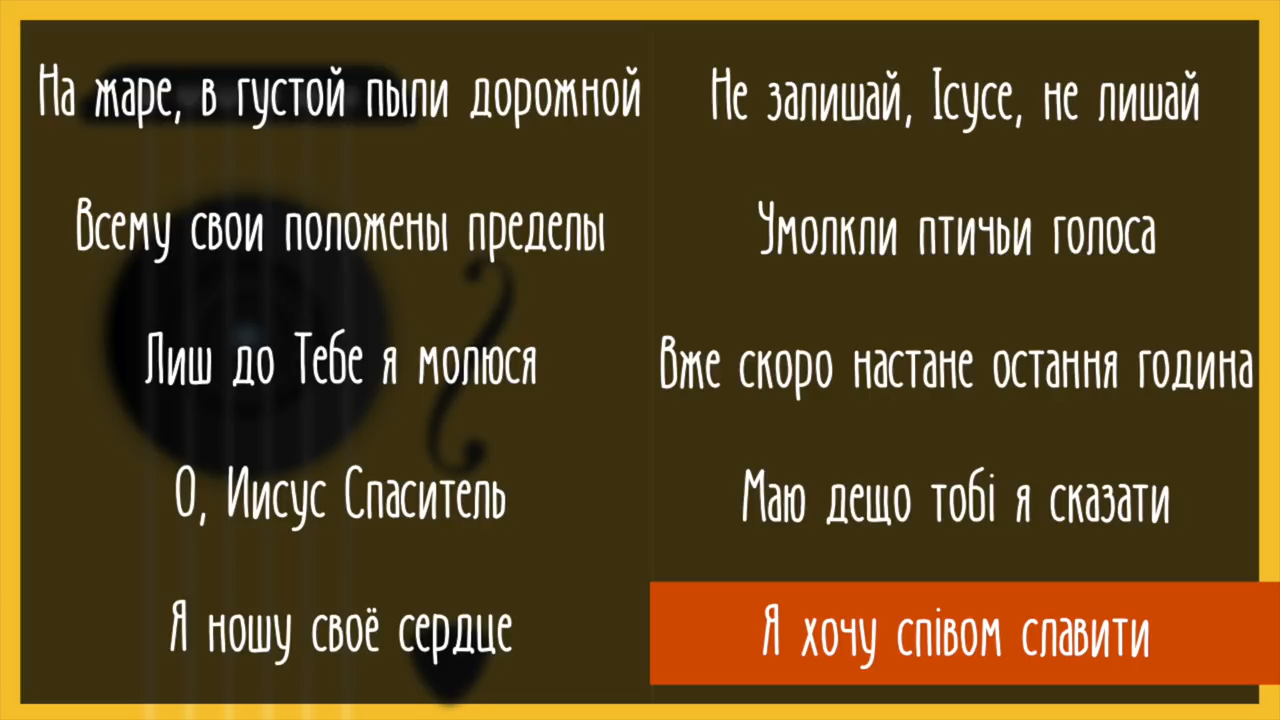 На жаре, в густой пыли дорожной
Всему свои положены пределы
Лиш до Тебе я молюся
О, Иисус Спаситель
Я ношу своё сердце
Не залишай, Ісусе, не лишай
Умолкли птичьи голоса
Вже скоро настане остання година
Маю дещо тобі я сказати
Я хочу співом славити